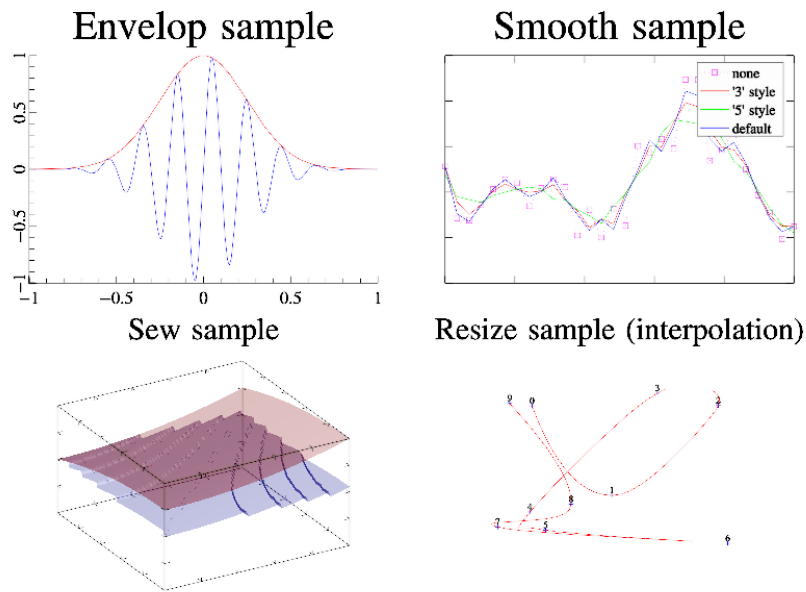 Envelop sample
1
0.5
0
−0.5
−1
−1
−0.5
0
0.5
1
Smooth sample
none
'3' style
'5' style
default
Sew sample
Resize sample (interpolation)
9
0
3
2
8
1
4
7
5
6